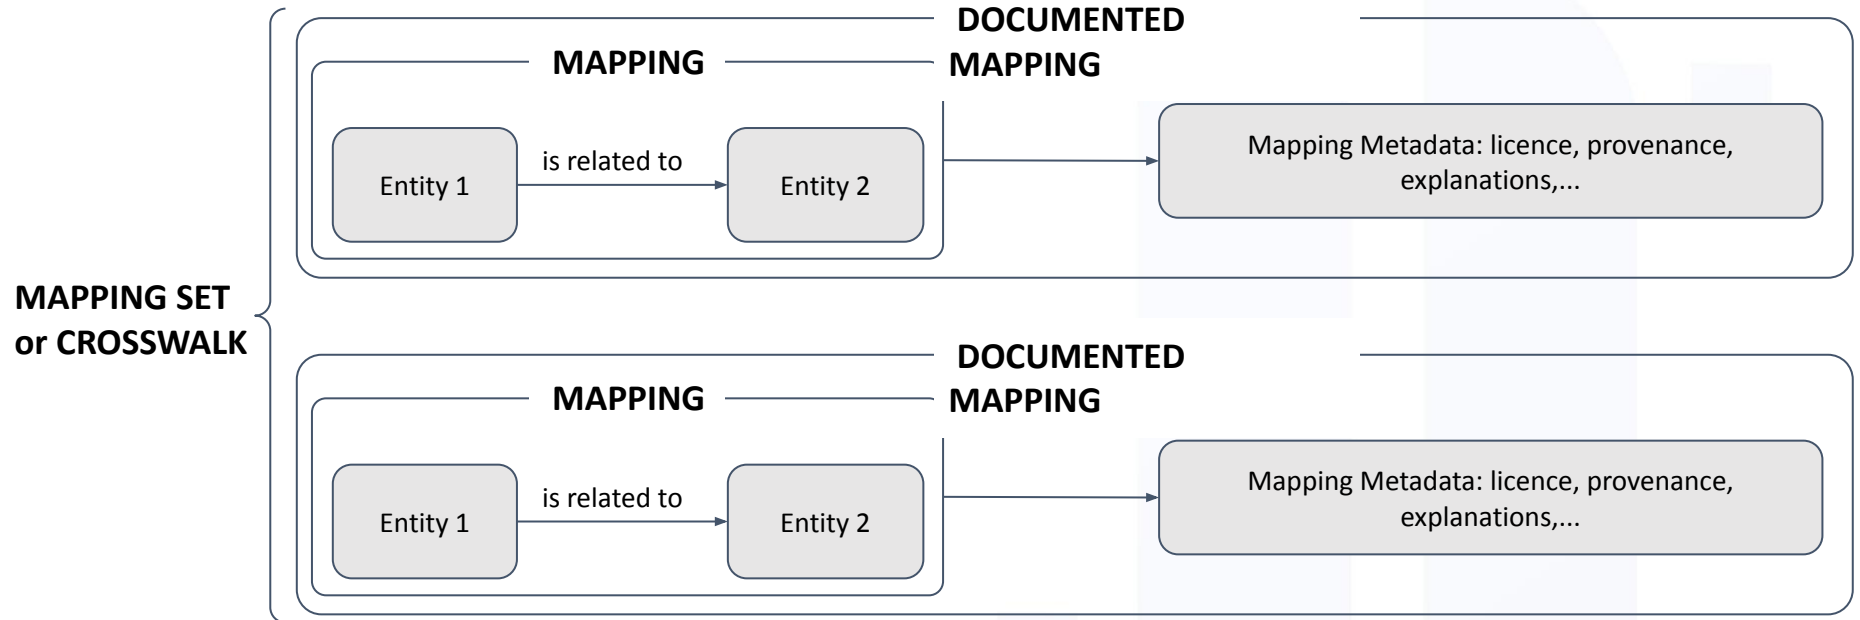 DOCUMENTED
MAPPING
MAPPING
Entity 1
is related to
Entity 2
Mapping Metadata: licence, provenance,
explanations,...
MAPPING SET
or CROSSWALK
DOCUMENTED
MAPPING
MAPPING
Entity 1
is related to
Entity 2
Mapping Metadata: licence, provenance,
explanations,...